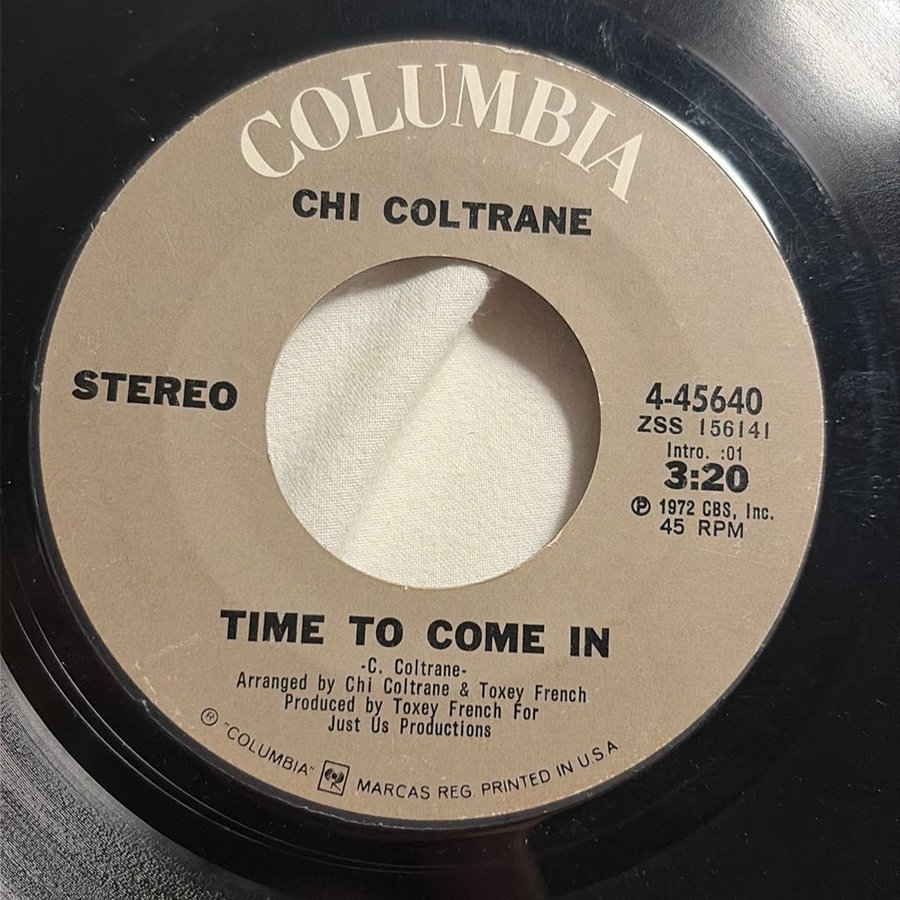 COLUMBIA
CHI COLTRANE
STEREO
4-45640
ZSS 156141
Intro. :01
3:20
Ⓟ 1972 CBS, Inc.
45 RPM
TIME TO COME IN
-C. Coltrane-
Arranged by Chi Coltrane & Toxey French
Produced by Toxey French For
Just Us Productions
® "COLUMBIA" MARCAS REG. PRINTED IN U.S.A